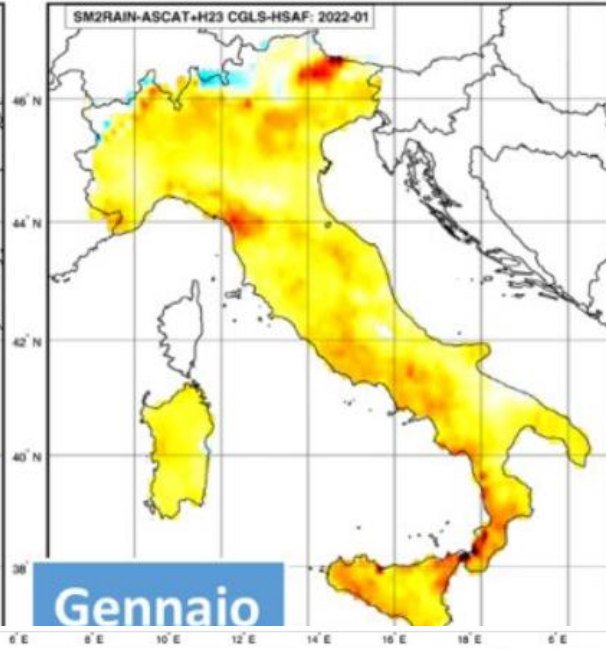 SM2RAIN-ASCAT+H23 CGLS-HSAF: 2022-01
46° N
44° N
42° N
40° N
38°
Gennaio
6° E 8° E 10° E 12° E 14° E 16° E 18° E 6° E